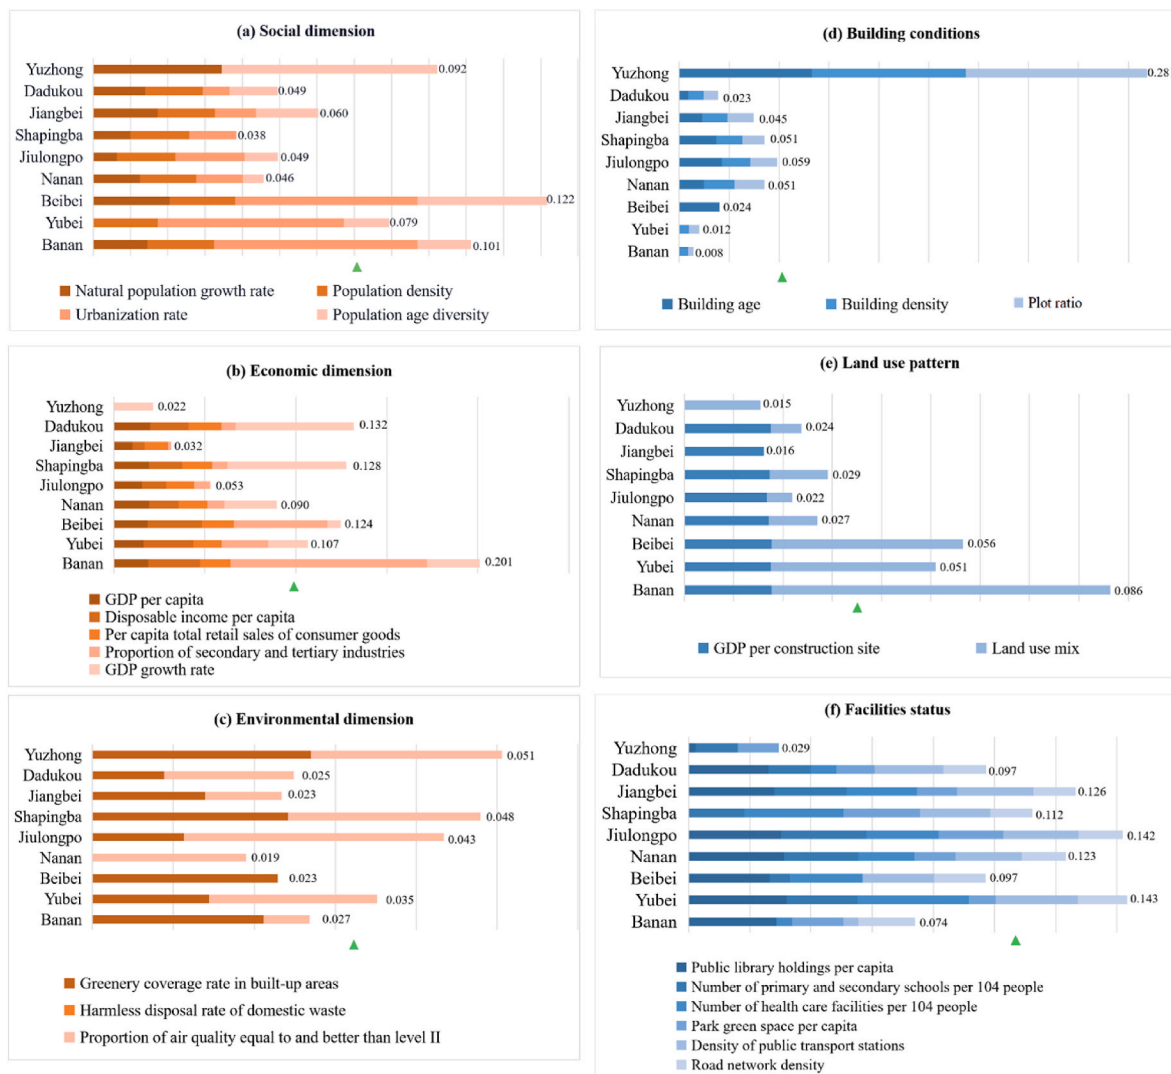 (a) Social dimension
Yuzhong 0.092
Dadukou 0.049
Jiangbei 0.060
Shapingba 0.038
Jiulongpo 0.049
Nanan 0.046
Beibei 0.122
Yubei 0.079
Banan 0.101
Natural population growth rate Population density
Urbanization rate Population age diversity
(d) Building conditions
Yuzhong 0.28
Dadukou 0.023
Jiangbei 0.045
Shapingba 0.051
Jiulongpo 0.059
Nanan 0.051
Beibei 0.024
Yubei 0.012
Banan 0.008
Building age Building density Plot ratio
(b) Economic dimension
Yuzhong 0.022
Dadukou 0.132
Jiangbei 0.032
Shapingba 0.128
Jiulongpo 0.053
Nanan 0.090
Beibei 0.124
Yubei 0.107
Banan 0.201
GDP per capita
Disposable income per capita
Per capita total retail sales of consumer goods
Proportion of secondary and tertiary industries
GDP growth rate
(e) Land use pattern
Yuzhong 0.015
Dadukou 0.024
Jiangbei 0.016
Shapingba 0.029
Jiulongpo 0.022
Nanan 0.027
Beibei 0.056
Yubei 0.051
Banan 0.086
GDP per construction site Land use mix
(c) Environmental dimension
Yuzhong 0.051
Dadukou 0.025
Jiangbei 0.023
Shapingba 0.048
Jiulongpo 0.043
Nanan 0.019
Beibei 0.023
Yubei 0.035
Banan 0.027
Greenery coverage rate in built-up areas
Harmless disposal rate of domestic waste
Proportion of air quality equal to and better than level II
(f) Facilities status
Yuzhong 0.029
Dadukou 0.097
Jiangbei 0.126
Shapingba 0.112
Jiulongpo 0.142
Nanan 0.123
Beibei 0.097
Yubei 0.143
Banan 0.074
Public library holdings per capita
Number of primary and secondary schools per 104 people
Number of health care facilities per 104 people
Park green space per capita
Density of public transport stations
Road network density